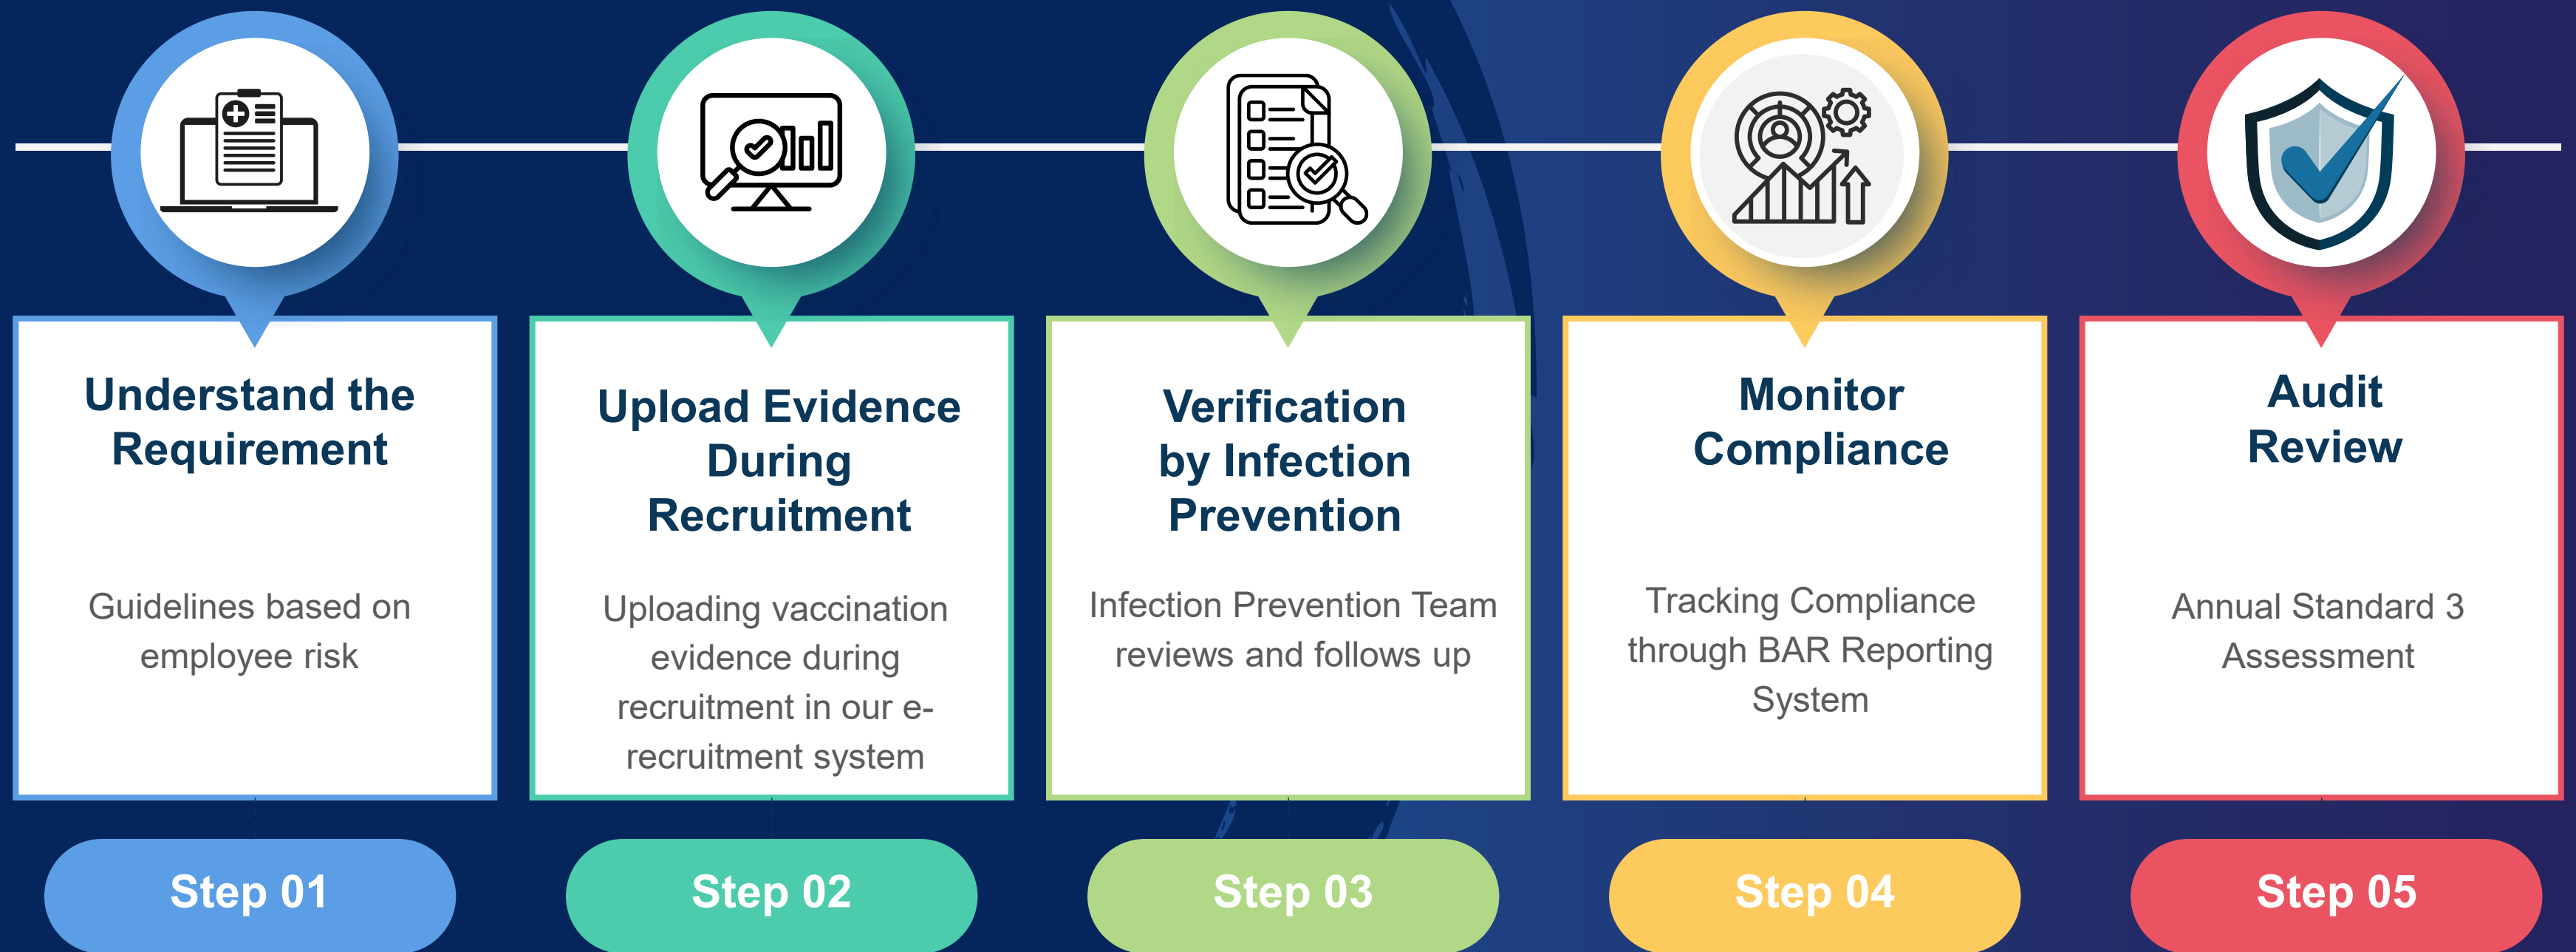 Understand the
Requirement
Guidelines based on
employee risk
Step 01
Upload Evidence
During
Recruitment
Uploading vaccination
evidence during
recruitment in our e-
recruitment system
Step 02
Verification
by Infection
Prevention
Infection Prevention Team
reviews and follows up
Step 03
Monitor
Compliance
Tracking Compliance
through BAR Reporting
System
Step 04
Audit
Review
Annual Standard 3
Assessment
Step 05